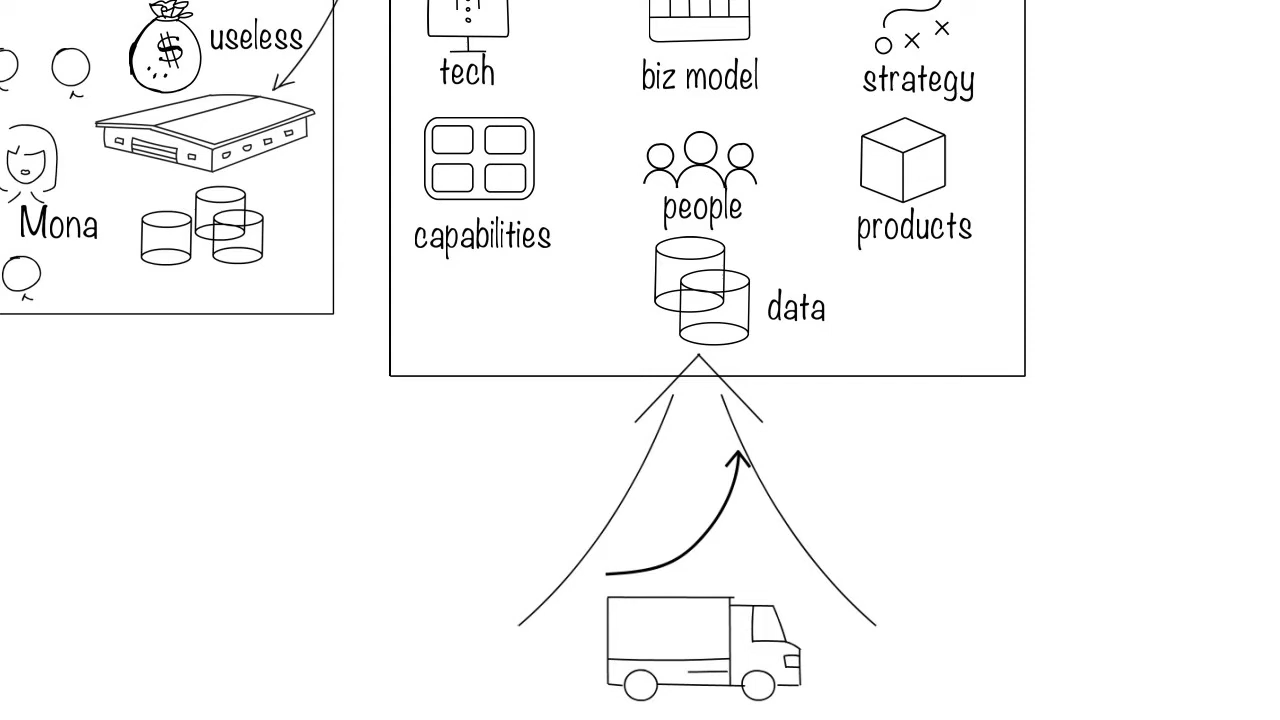 useless
$
Mona
tech
biz model
strategy
capabilities
people
products
data